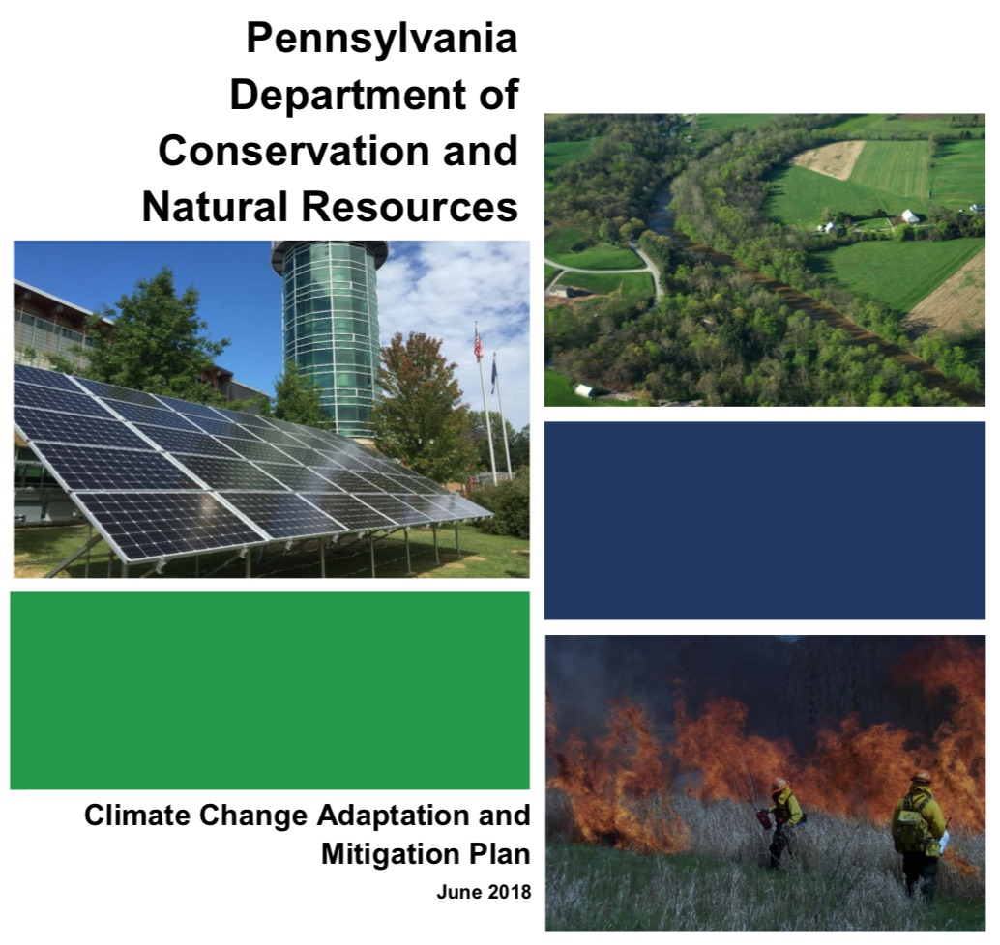 Pennsylvania
Department of
Conservation and
Natural Resources
Climate Change Adaptation and
Mitigation Plan
June 2018